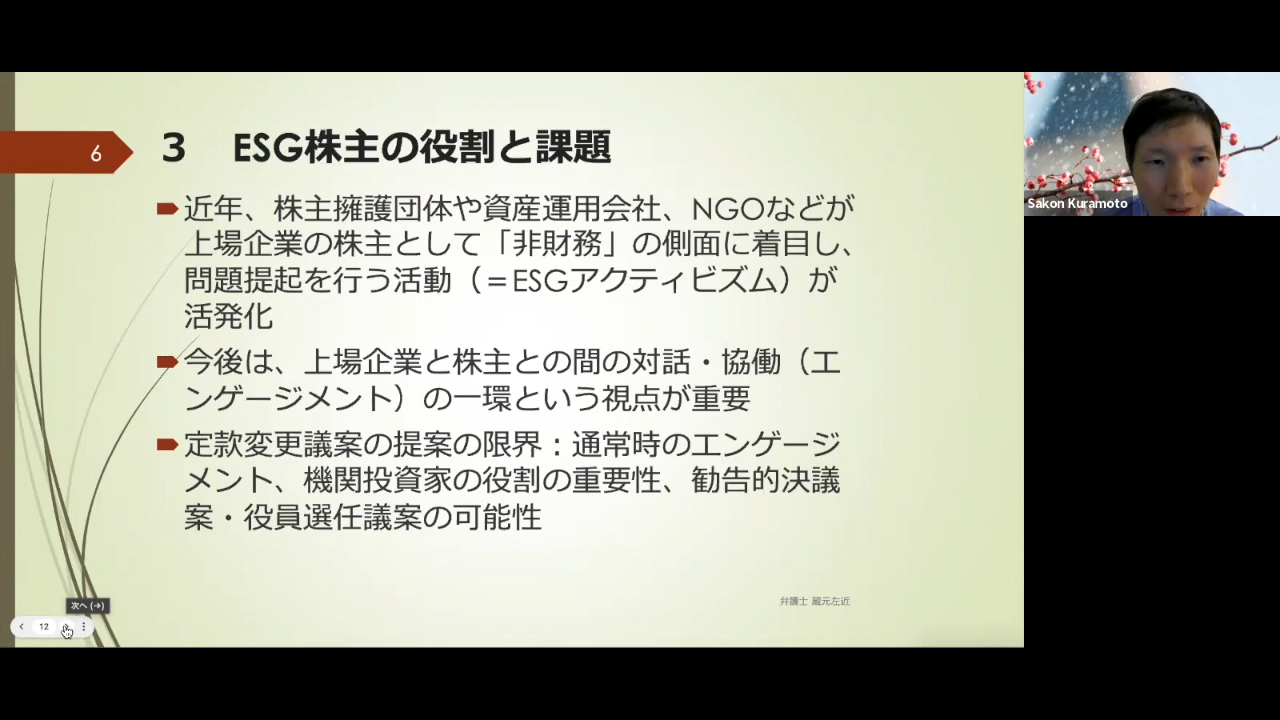 6
3 ESG株主の役割と課題
近年、株主擁護団体や資産運用会社、NGOなどが
上場企業の株主として「非財務」の側面に着目し、
問題提起を行う活動（＝ESGアクティビズム）が
活発化
今後は、上場企業と株主との間の対話・協働（エ
ンゲージメント）の一環という視点が重要
定款変更議案の提案の限界：通常時のエンゲージ
メント、機関投資家の役割の重要性、勧告的決議
案・役員選任議案の可能性
弁護士 蔵元左近
次へ (→)
12
Sakon Kuramoto